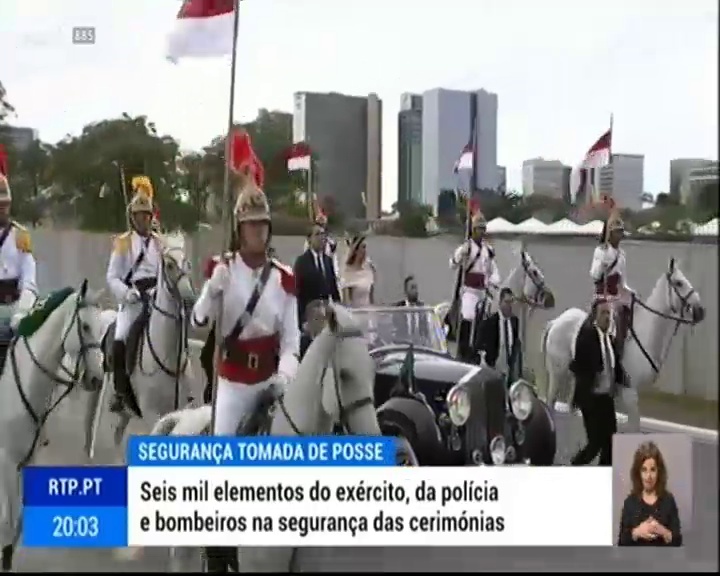 885
SEGURANÇA TOMADA DE POSSE
RTP.PT
Seis mil elementos do exército, da polícia
e bombeiros na segurança das cerimónias
20:03